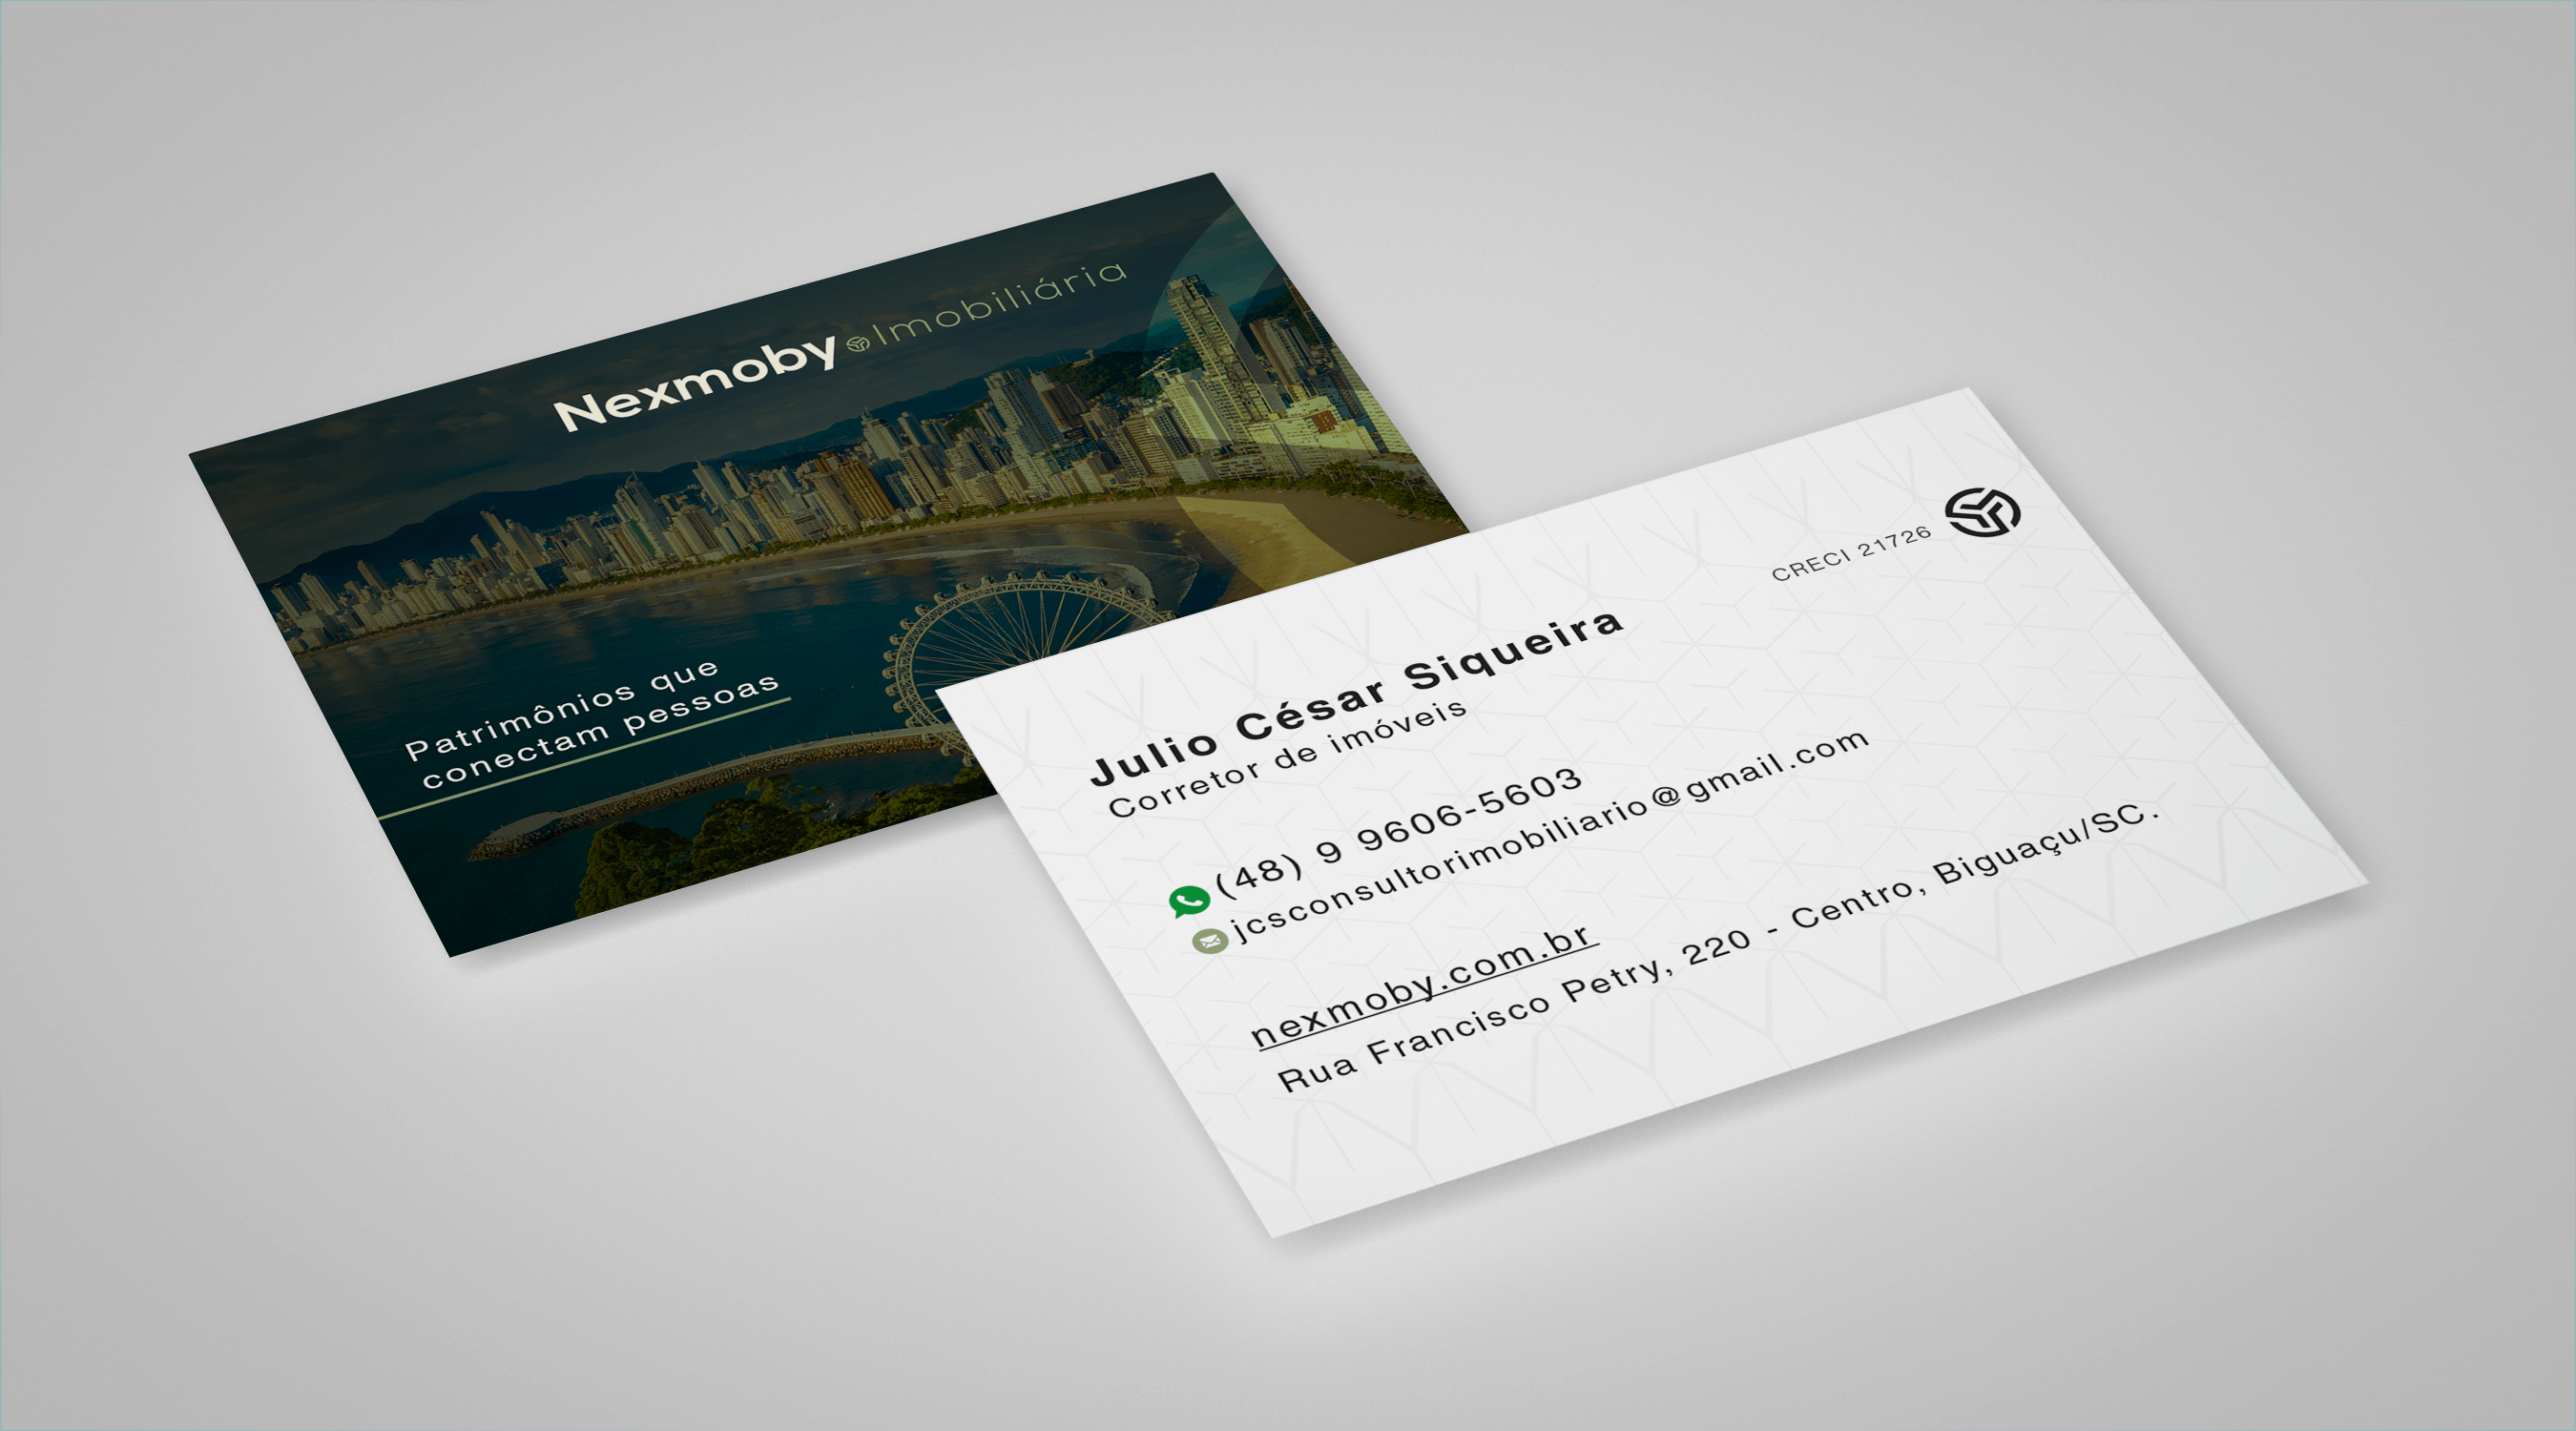 Nexmoby Imobiliária
Patrimônios que
conectam pessoas
CRECI 21726
Julio César Siqueira
Corretor de imóveis
(48) 9 9606-5603
jcsconsultorimobiliario@gmail.com
nexmoby.com.br
Rua Francisco Petry, 220 - Centro, Biguaçu/SC.